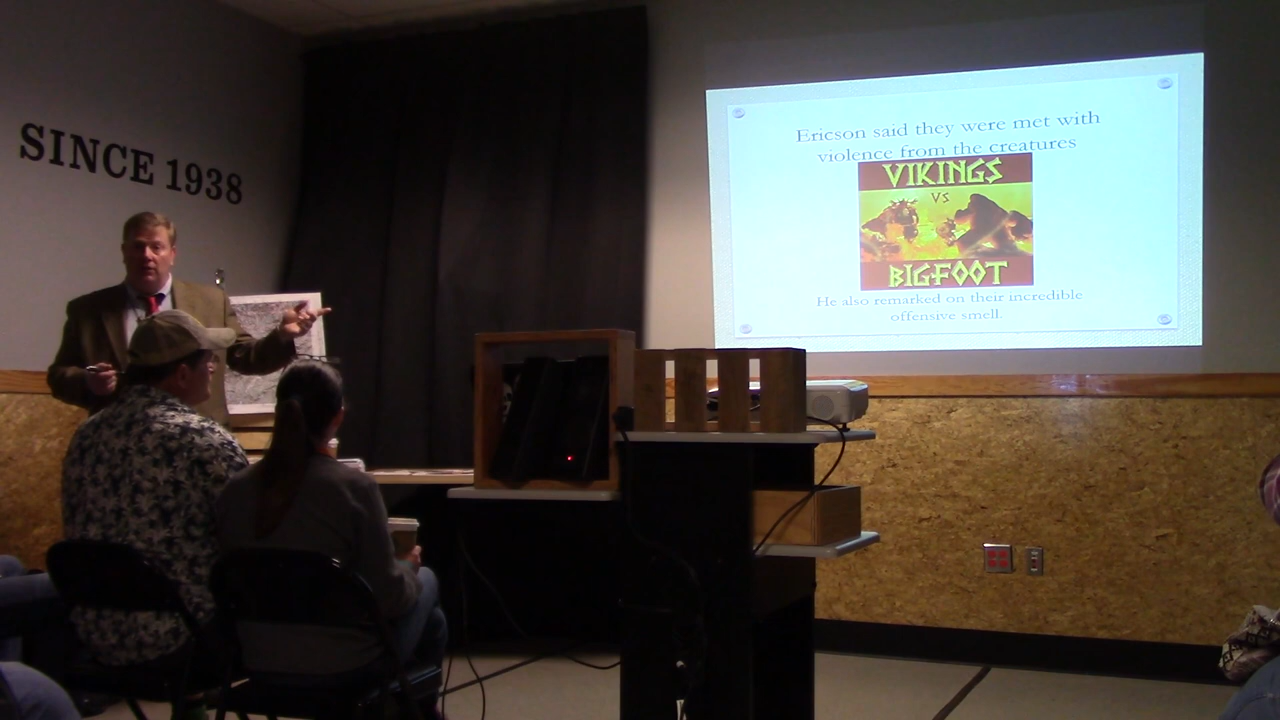 SINCE 1938
Ericson said they were met with
violence from the creatures
VIKINGS
VS
BIGFOOT
He also remarked on their incredible
offensive smell.